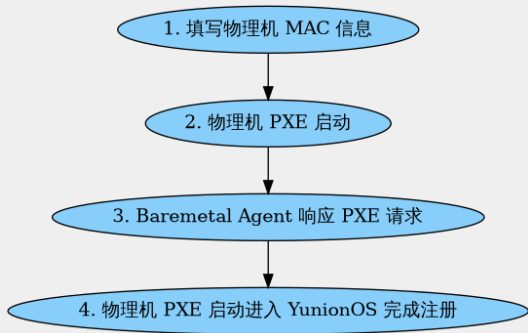 1. 填写物理机 MAC 信息
2. 物理机 PXE 启动
3. Baremetal Agent 响应 PXE 请求
4. 物理机 PXE 启动进入 YunionOS 完成注册